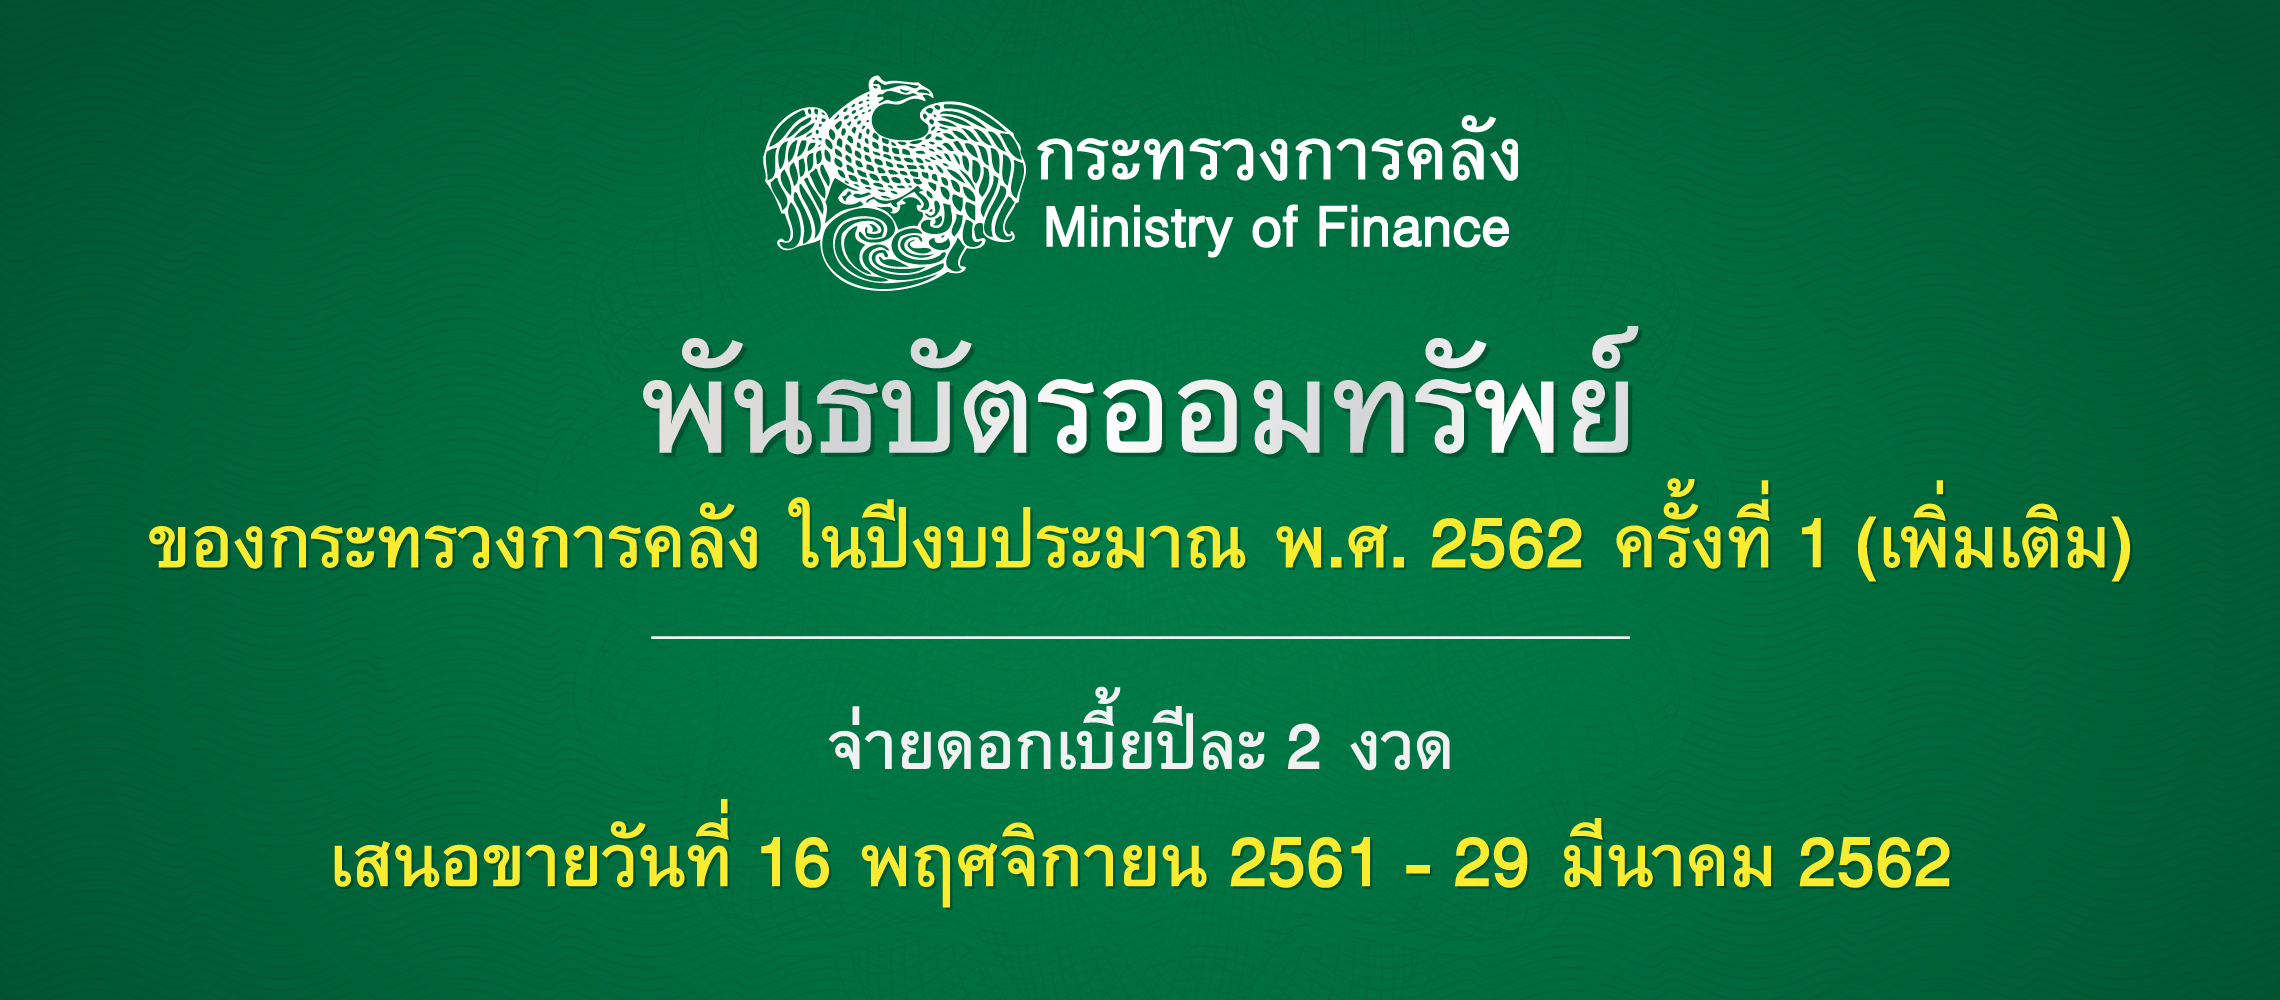 กระทรวงการคลัง
Ministry of Finance
พันธบัตรออมทรัพย์
ของกระทรวงการคลัง ในปีงบประมาณ พ.ศ. 2562 ครั้งที่ 1 (เพิ่มเติม)
จ่ายดอกเบี้ยปีละ 2 งวด
เสนอขายวันที่ 16 พฤศจิกายน 2561 - 29 มีนาคม 2562